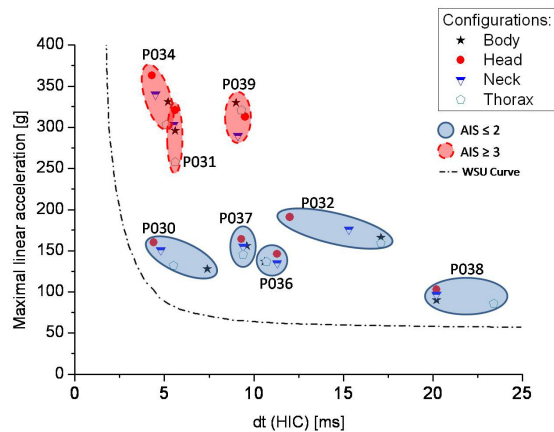 Configurations:
Body
Head
Neck
Thorax
AIS ≤ 2
AIS ≥ 3
WSU Curve
Maximal linear acceleration [g]
400
350
300
250
200
150
100
50
0
P034
P039
P031
P032
P037
P030
P036
P038
0
5
10
15
20
25
dt (HIC) [ms]